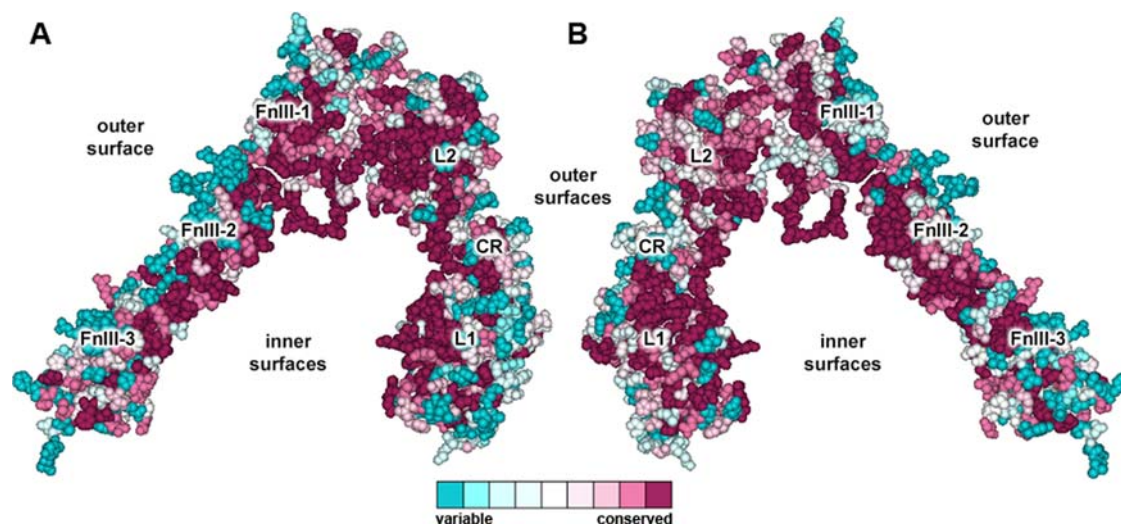 A
B
FnIII-1
outer
surface
L2
FnIII-2
CR
FnIII-3
L1
inner
surfaces
outer
surfaces
FnIII-1
outer
surface
L2
FnIII-2
CR
L1
FnIII-3
inner
surfaces
variable
conserved